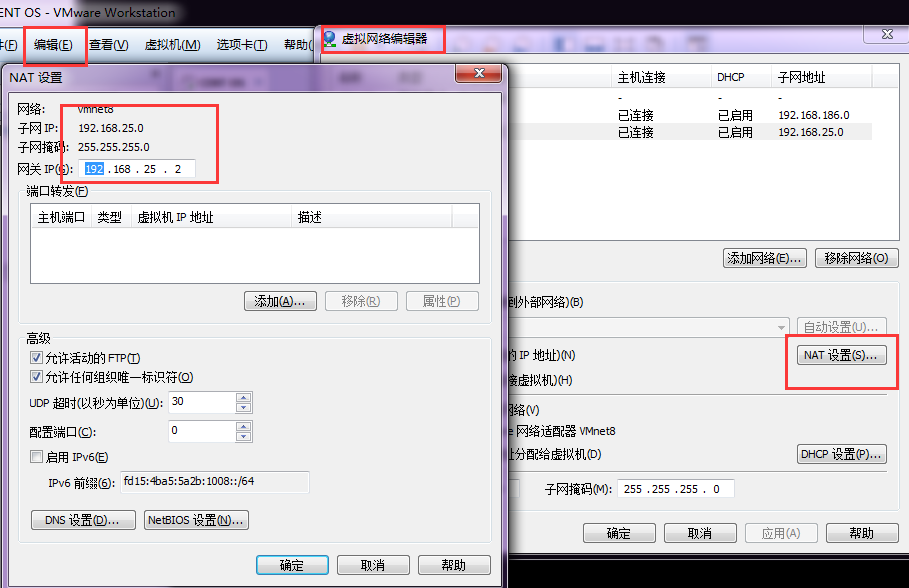 ENT OS - VMware Workstation
编辑(E) 查看(V) 虚拟机(M) 选项卡(T) 帮助(
虚拟网络编辑器
NAT 设置
网络: vmnet8
子网 IP: 192.168.25.0
子网掩码: 255.255.255.0
网关 IP(G): 192 . 168 . 25 . 2
端口转发(F)
主机端口 类型 虚拟机 IP 地址 描述
添加(A)... 移除(R) 属性(P)
高级
允许活动的 FTP(T)
允许任何组织唯一标识符(O)
UDP 超时(以秒为单位)(U): 30
配置端口(C): 0
启用 IPv6(E)
IPv6 前缀(6): fd15:4ba5:5a2b:1008::/64
DNS 设置(D)... NetBIOS 设置(N)...
确定 取消 帮助
主机连接 DHCP 子网地址
- - -
已连接 已启用 192.168.186.0
已连接 已启用 192.168.25.0
添加网络(E)... 移除网络(O)
到外部网络)(B)
自动设置(U)...
的 IP 地址)(N) NAT 设置(S)...
接虚拟机)(H)
网络(V)
e 网络适配器 VMnet8
址分配给虚拟机(D) DHCP 设置(P)...
子网掩码(M): 255 .255 .255 . 0
确定 取消 应用(A) 帮助